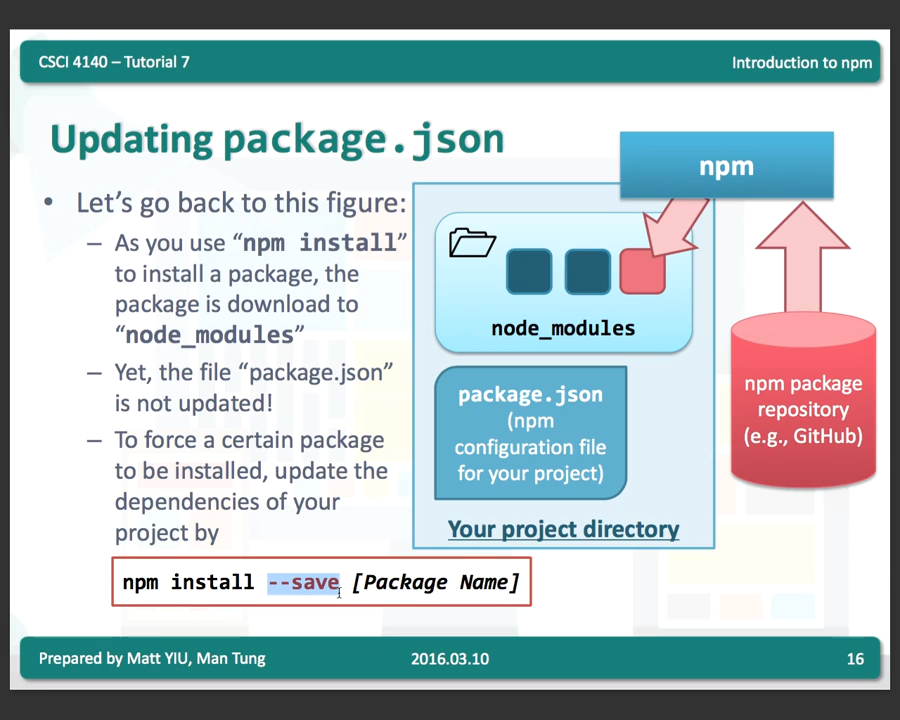 CSCI 4140 – Tutorial 7
Introduction to npm
Updating package.json
• Let’s go back to this figure:
– As you use “npm install”
to install a package, the
package is download to
“node_modules”
– Yet, the file “package.json”
is not updated!
– To force a certain package
to be installed, update the
dependencies of your
project by
npm install --save [Package Name]
npm
node_modules
package.json
(npm
configuration file
for your project)
Your project directory
npm package
repository
(e.g., GitHub)
Prepared by Matt YIU, Man Tung
2016.03.10
16